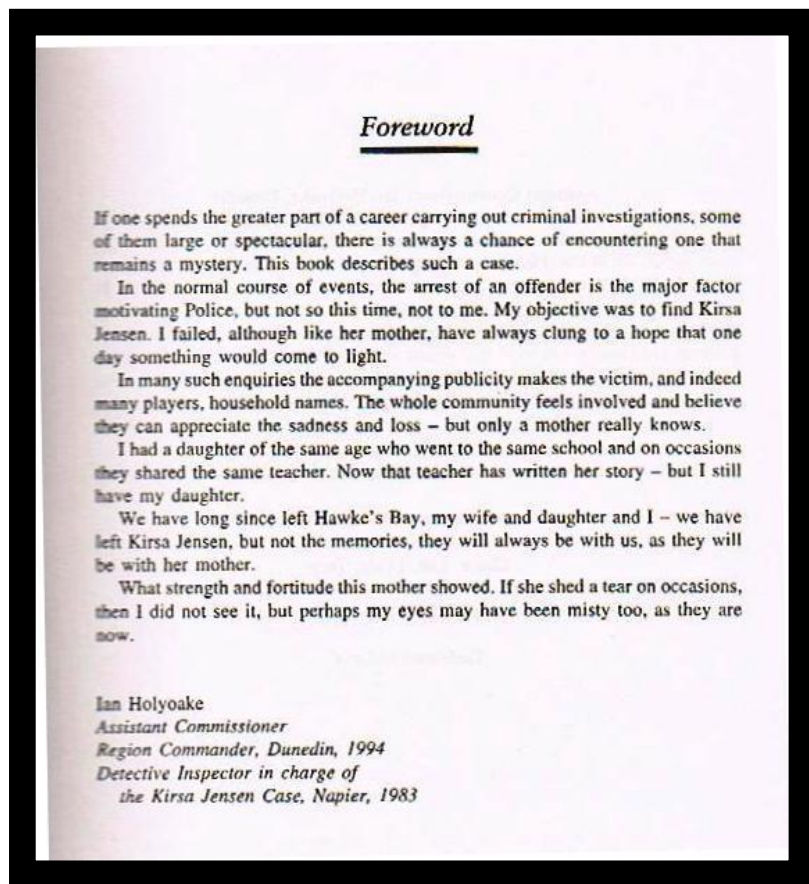 Foreword
If one spends the greater part of a career carrying out criminal investigations, some
of them large or spectacular, there is always a chance of encountering one that
remains a mystery. This book describes such a case.
In the normal course of events, the arrest of an offender is the major factor
motivating Police, but not so this time, not to me. My objective was to find Kirsa
Jensen. I failed, although like her mother, have always clung to a hope that one
day something would come to light.
In many such enquiries the accompanying publicity makes the victim, and indeed
many players, household names. The whole community feels involved and believe
they can appreciate the sadness and loss – but only a mother really knows.
I had a daughter of the same age who went to the same school and on occasions
they shared the same teacher. Now that teacher has written her story – but I still
have my daughter.
We have long since left Hawke's Bay, my wife and daughter and I – we have
left Kirsa Jensen, but not the memories, they will always be with us, as they will
be with her mother.
What strength and fortitude this mother showed. If she shed a tear on occasions,
then I did not see it, but perhaps my eyes may have been misty too, as they are
now.
Ian Holyoake
Assistant Commissioner
Region Commander, Dunedin, 1994
Detective Inspector in charge of
the Kirsa Jensen Case, Napier, 1983